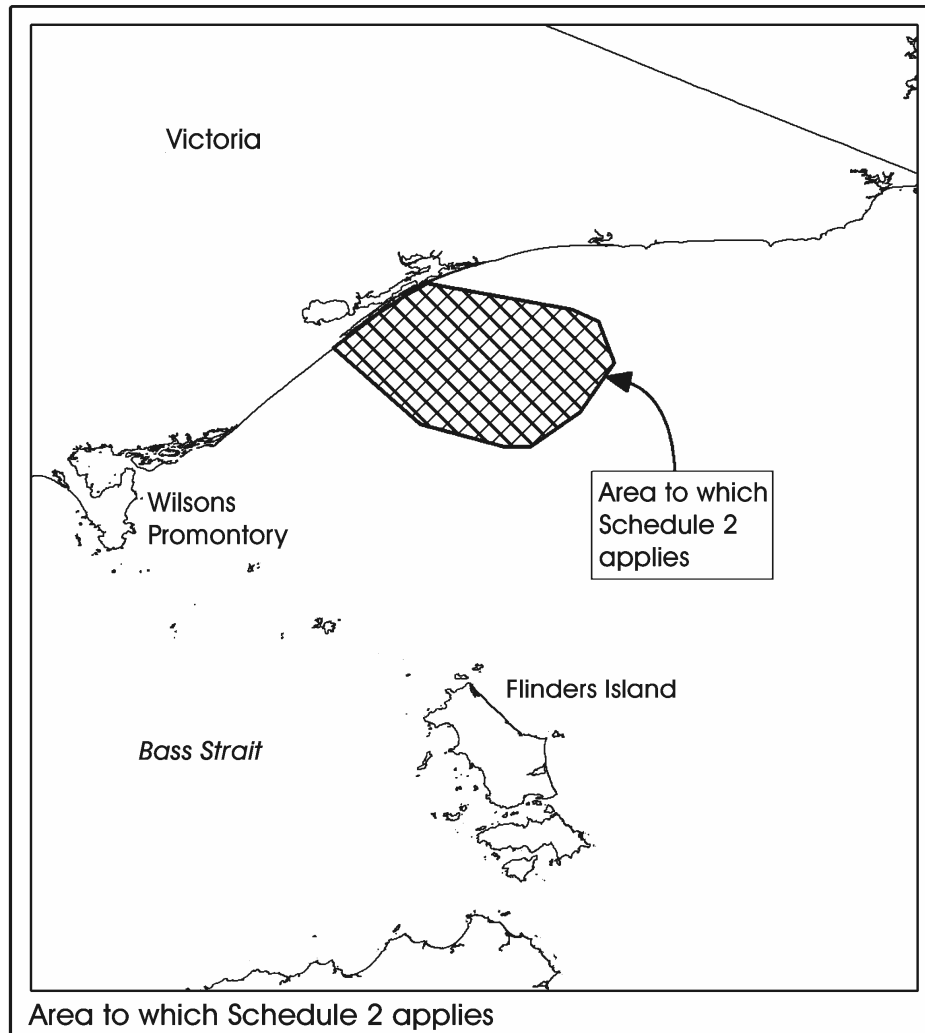 Victoria
Wilsons
Promontory
Area to which
Schedule 2
applies
Flinders Island
Bass Strait
Area to which Schedule 2 applies